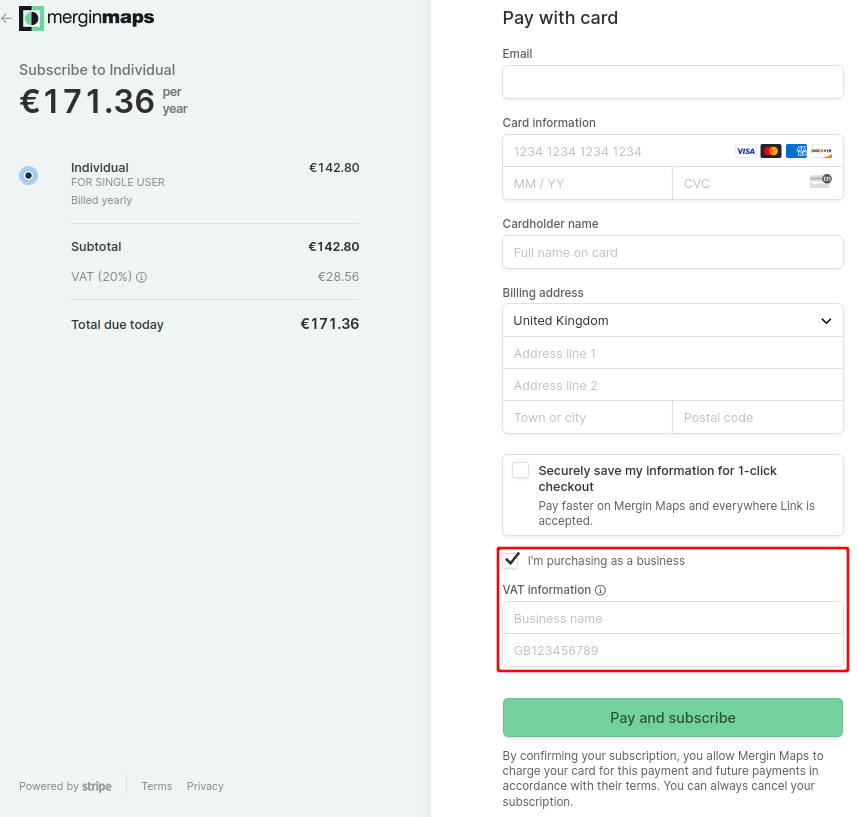 merginmaps
Subscribe to Individual
€171.36 per
year
Individual €142.80
FOR SINGLE USER
Billed yearly
Subtotal €142.80
VAT (20%) €28.56
Total due today €171.36
Powered by stripe Terms Privacy
Pay with card
Email
Card information
1234 1234 1234 1234 VISA DISCOVER
MM / YY CVC 135
Cardholder name
Full name on card
Billing address
United Kingdom
Address line 1
Address line 2
Town or city Postal code
Securely save my information for 1-click
checkout
Pay faster on Mergin Maps and everywhere Link is
accepted.
I'm purchasing as a business
VAT information
Business name
GB123456789
Pay and subscribe
By confirming your subscription, you allow Mergin Maps to
charge your card for this payment and future payments in
accordance with their terms. You can always cancel your
subscription.